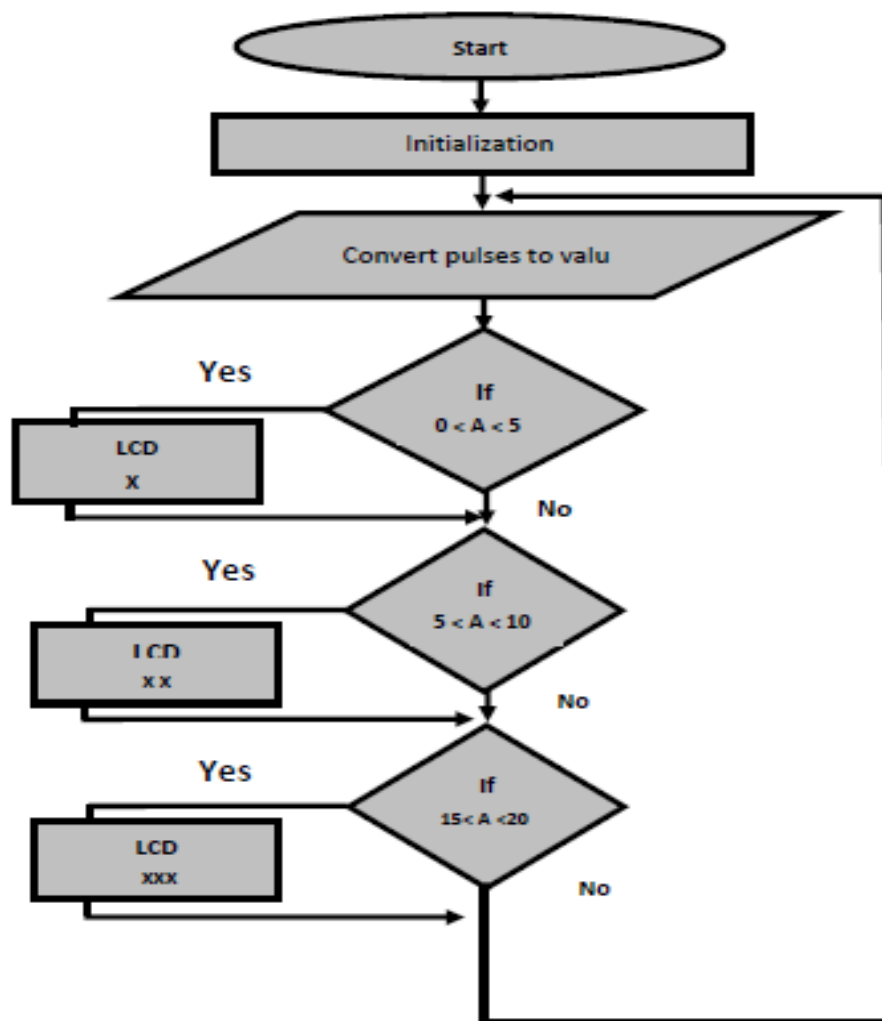 Start
Initialization
Convert pulses to valu
Yes
If
0 < A < 5
LCD
X
No
Yes
If
5 < A < 10
LCD
x x
No
Yes
If
15< A <20
LCD
xxx
No